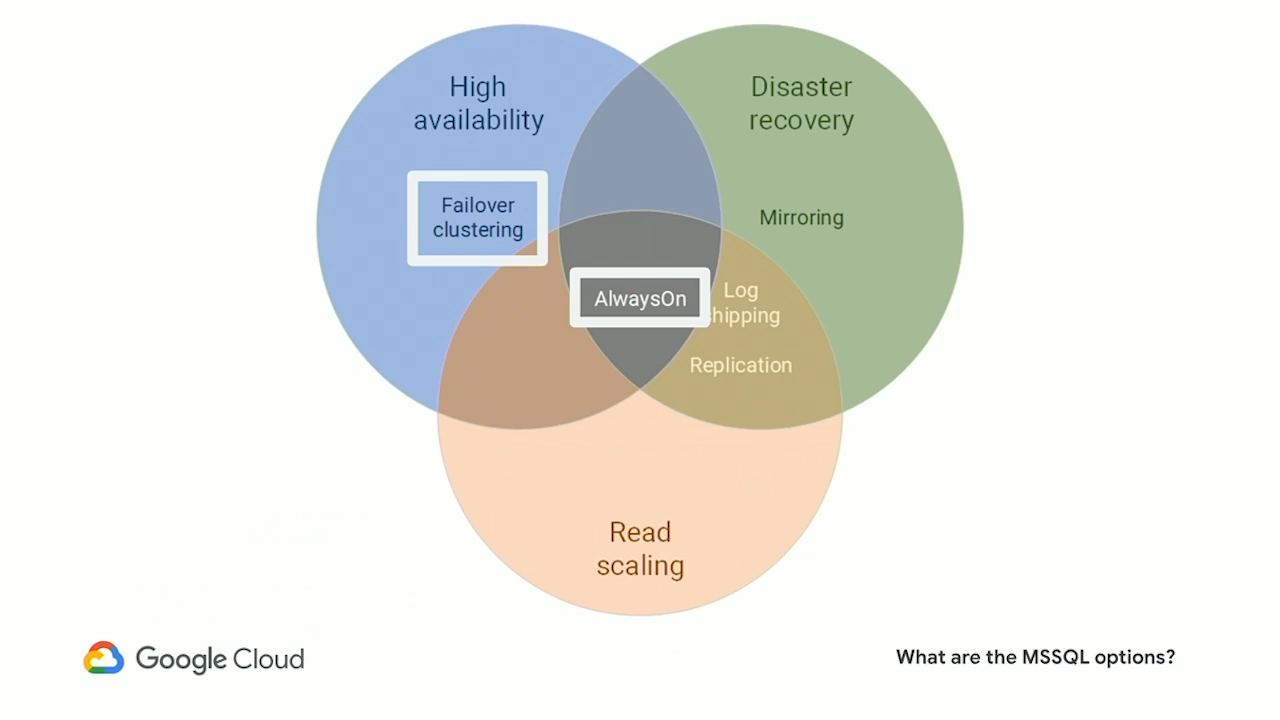 High
availability
Disaster
recovery
Failover
clustering
Mirroring
AlwaysOn
Log
hipping
Replication
Read
scaling
Google Cloud
What are the MSSQL options?